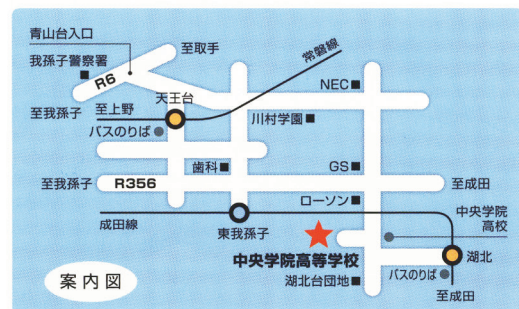 青山台入口
我孫子警察署
至取手
R6
常磐線
NEC
至我孫子
至上野
天王台
バスのりば
川村学園
歯科
GS
至我孫子
R356
至成田
ローソン
成田線
東我孫子
中央学院
高校
中央学院高等学校
湖北
案内図
湖北台団地
バスのりば
至成田